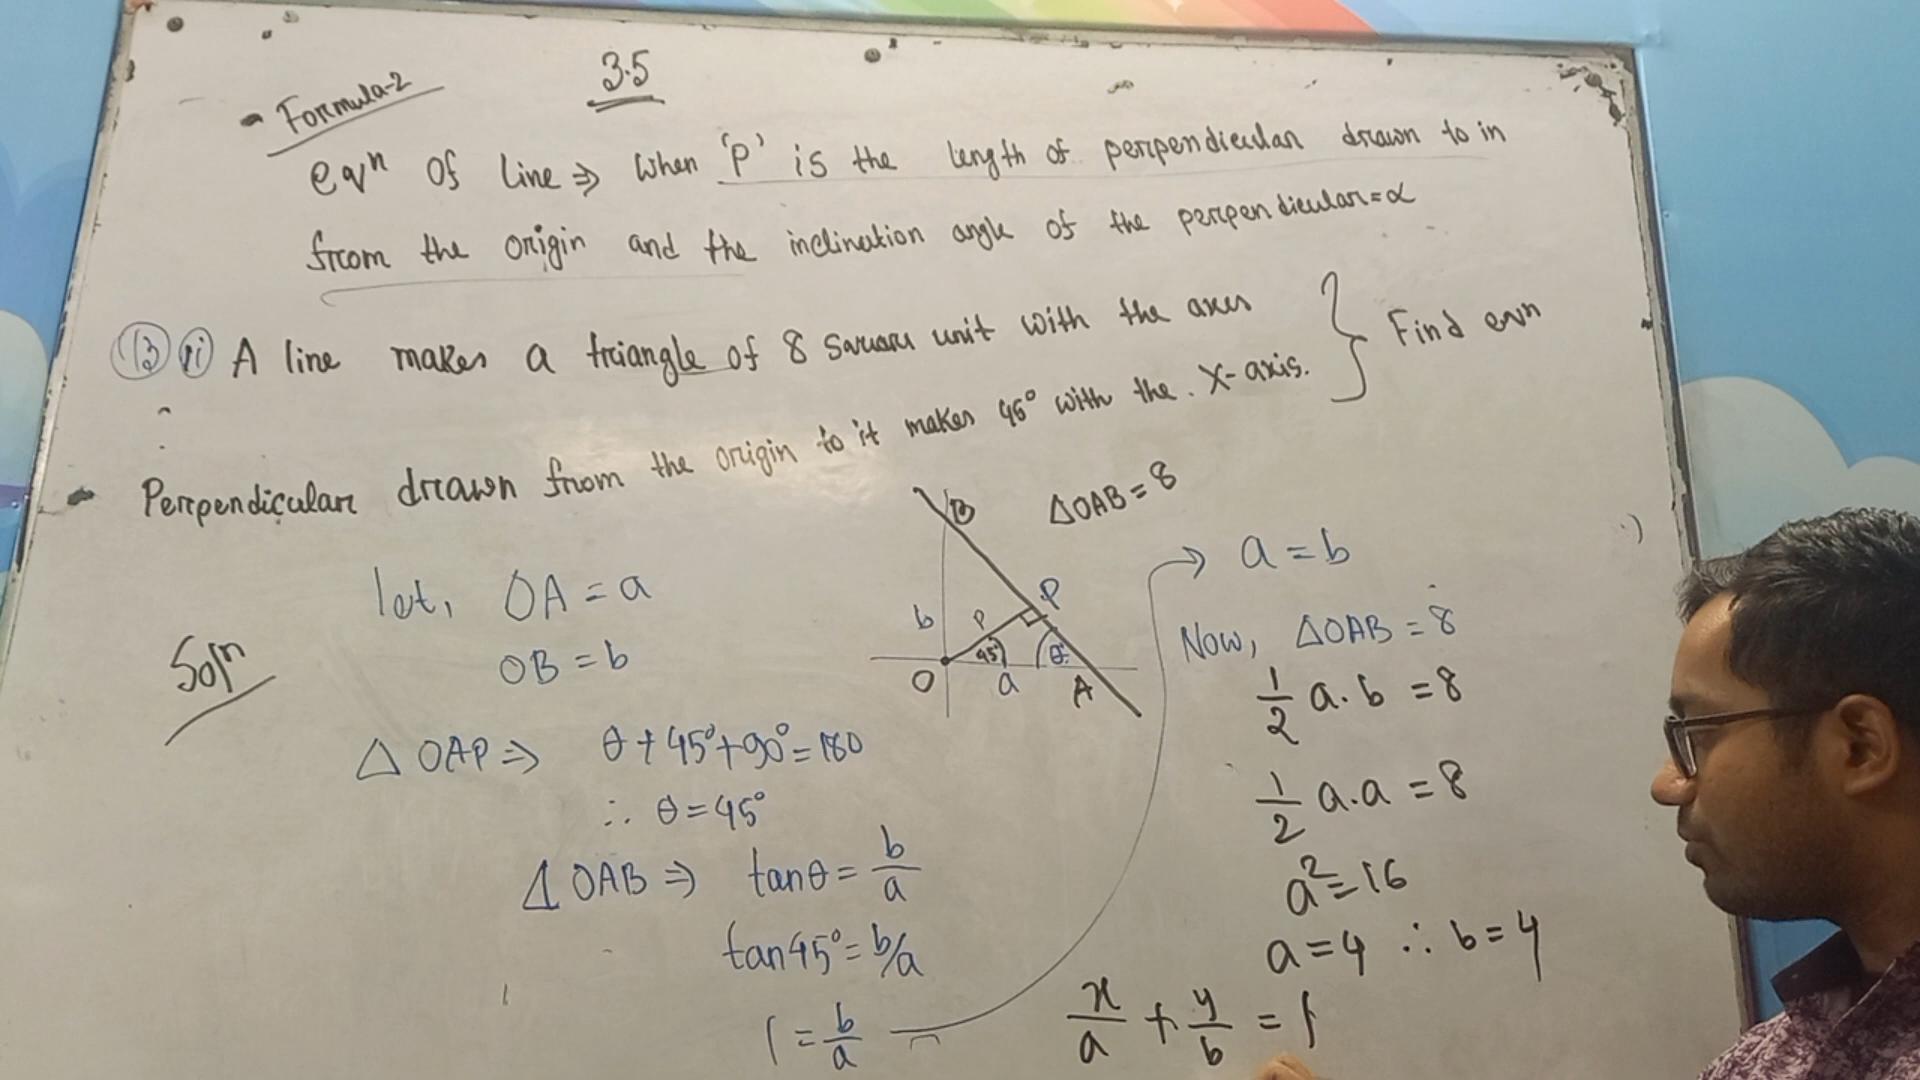 3.5
Formula-2
eqⁿ of line ⇒ When 'P' is the length of perpendicular drawn to in
from the origin and the inclination angle of the perpendicular = α
13 (ii) A line makes a triangle of 8 square unit with the axes
Perpendicular drawn from the origin to it makes 45° with the X-axis.
} Find eqⁿ
Solⁿ
let, OA = a
OB = b
△ OAP ⇒ θ + 45° + 90° = 180
∴ θ = 45°
△ OAB ⇒ tanθ = b/a
tan45° = b/a
1 = b/a
△OAB = 8
B
b
P
P
45°
θ
O
a
A
→ a = b
Now, △OAB = 8
1/2 a.b = 8
1/2 a.a = 8
a² = 16
a = 4 ∴ b = 4
x/a + y/b = 1